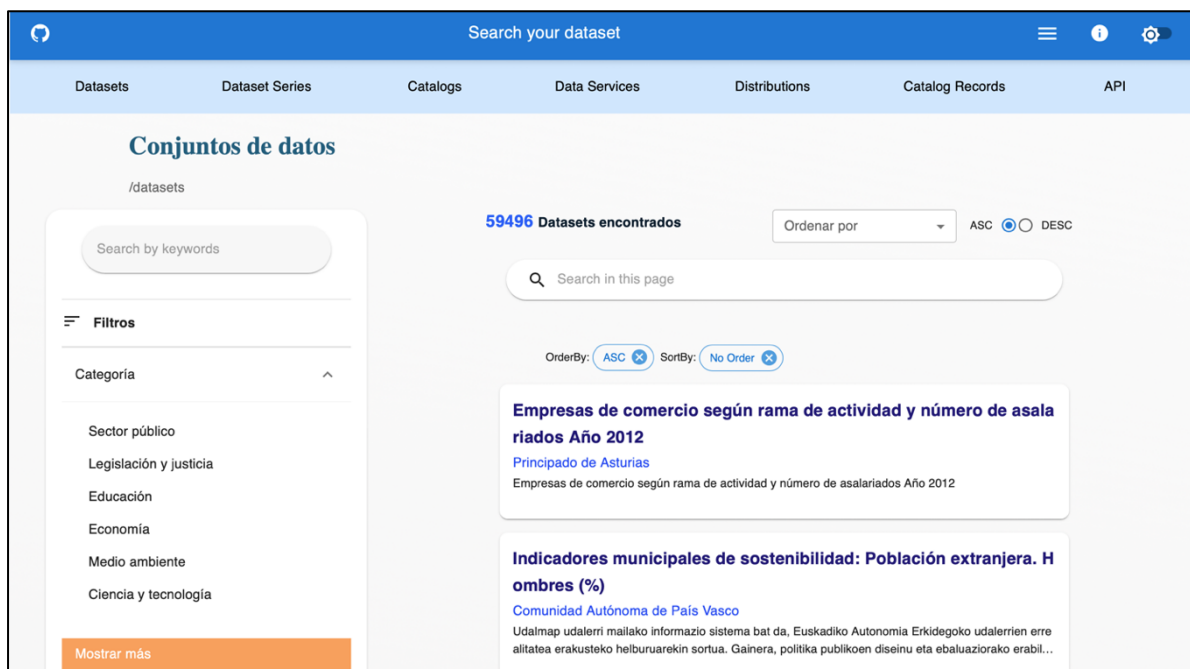 Search your dataset
Datasets Dataset Series Catalogs Data Services Distributions Catalog Records API
Conjuntos de datos
/datasets
Search by keywords
Filtros
Categoría
Sector público
Legislación y justicia
Educación
Economía
Medio ambiente
Ciencia y tecnología
Mostrar más
59496 Datasets encontrados
Ordenar por
ASC DESC
Search in this page
OrderBy: ASC SortBy: No Order
Empresas de comercio según rama de actividad y número de asala
riados Año 2012
Principado de Asturias
Empresas de comercio según rama de actividad y número de asalariados Año 2012
Indicadores municipales de sostenibilidad: Población extranjera. H
ombres (%)
Comunidad Autónoma de País Vasco
Udalmap udalerri mailako informazio sistema bat da, Euskadiko Autonomia Erkidegoko udalerrien erre
alitatea erakusteko helburuarekin sortua. Gainera, politika publikoen diseinu eta ebaluaziorako erabil...